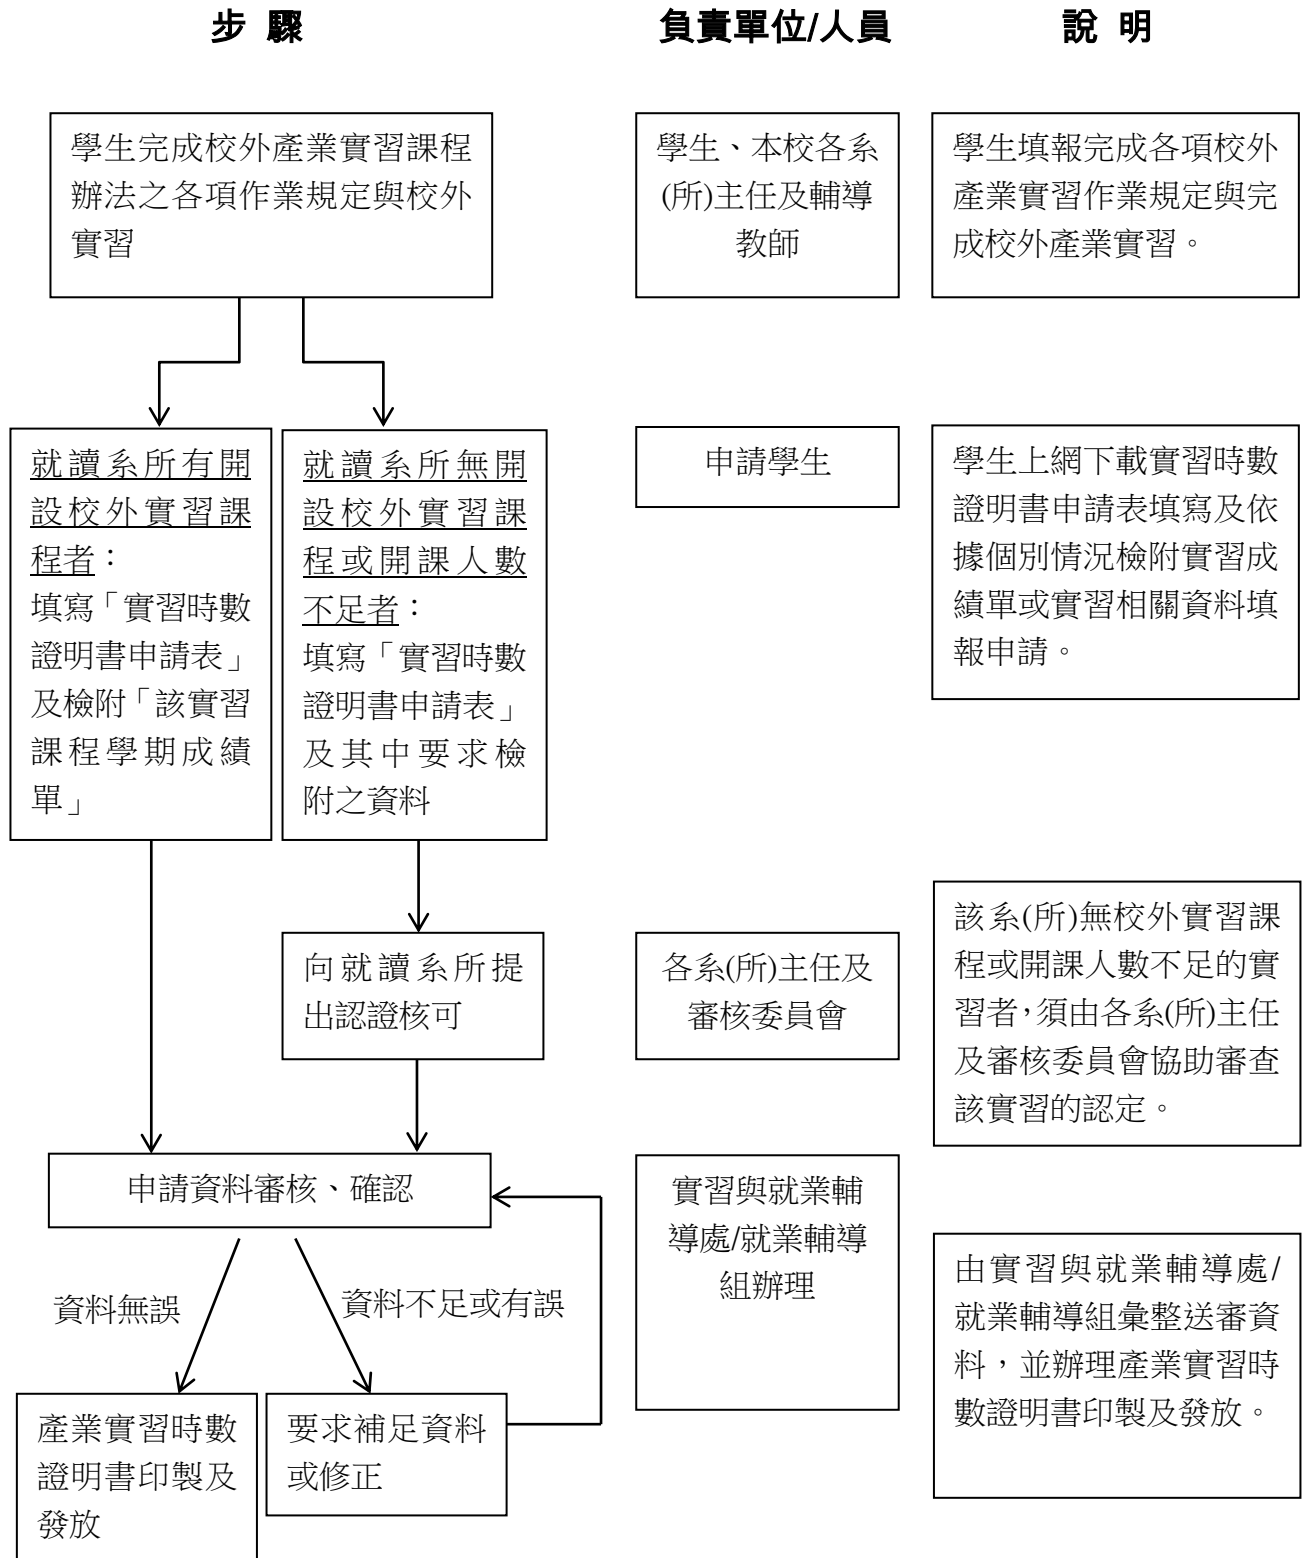 步 驟
負責單位/人員
說 明
學生完成校外產業實習課程
辦法之各項作業規定與校外
實習
學生、本校各系
(所)主任及輔導
教師
學生填報完成各項校外
產業實習作業規定與完
成校外產業實習。
就讀系所有開
設校外實習課
程者：
填寫「實習時數
證明書申請表」
及檢附「該實習
課程學期成績
單」
就讀系所無開
設校外實習課
程或開課人數
不足者：
填寫「實習時數
證明書申請表」
及其中要求檢
附之資料
申請學生
學生上網下載實習時數
證明書申請表填寫及依
據個別情況檢附實習成
績單或實習相關資料填
報申請。
向就讀系所提
出認證核可
各系(所)主任及
審核委員會
該系(所)無校外實習課
程或開課人數不足的實
習者，須由各系(所)主任
及審核委員會協助審查
該實習的認定。
申請資料審核、確認
實習與就業輔
導處/就業輔導
組辦理
由實習與就業輔導處/
就業輔導組彙整送審資
料，並辦理產業實習時
數證明書印製及發放。
資料無誤
資料不足或有誤
產業實習時數
證明書印製及
發放
要求補足資料
或修正